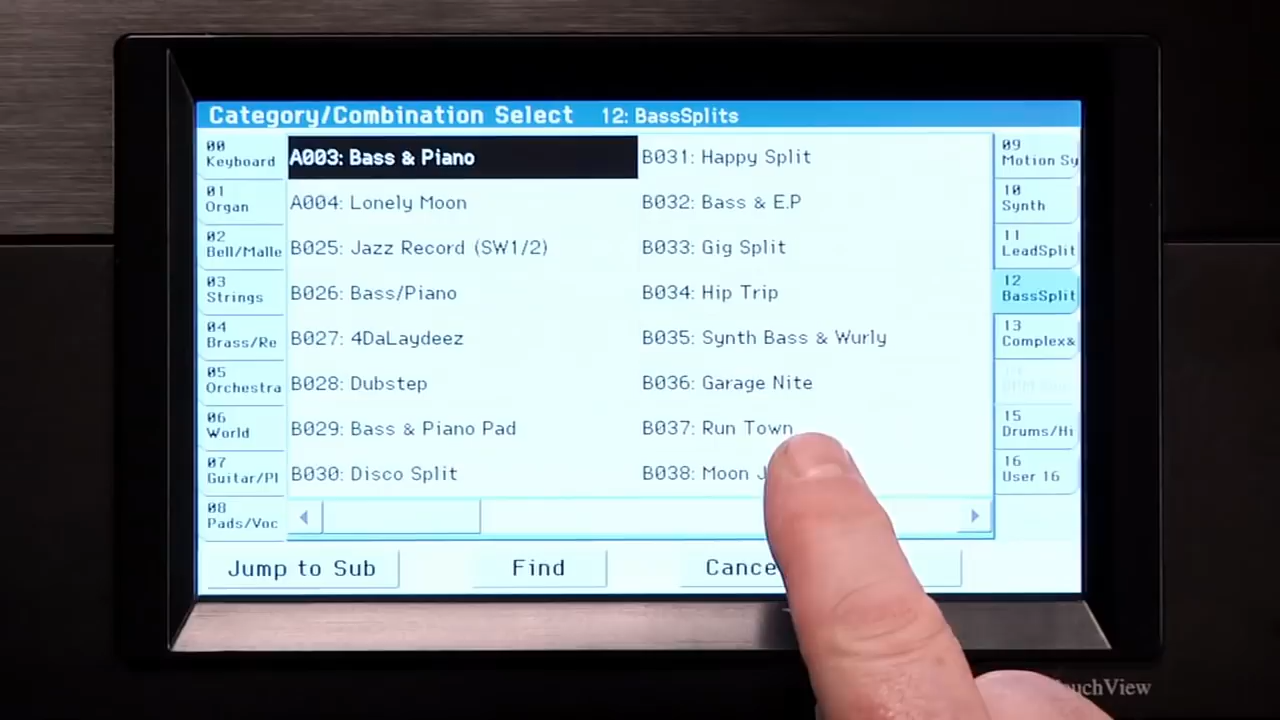 Category/Combination Select 12: BassSplits
00
Keyboard
01
Organ
02
Bell/Malle
03
Strings
04
Brass/Re
05
Orchestra
06
World
07
Guitar/Pl
08
Pads/Voc
A003: Bass & Piano
A004: Lonely Moon
B025: Jazz Record (SW1/2)
B026: Bass/Piano
B027: 4DaLaydeez
B028: Dubstep
B029: Bass & Piano Pad
B030: Disco Split
B031: Happy Split
B032: Bass & E.P
B033: Gig Split
B034: Hip Trip
B035: Synth Bass & Wurly
B036: Garage Nite
B037: Run Town
B038: Moon J
09
Motion Sy
10
Synth
11
LeadSplit
12
BassSplit
13
Complex&
15
Drums/Hi
16
User 16
Jump to Sub
Find
Cance
uchView